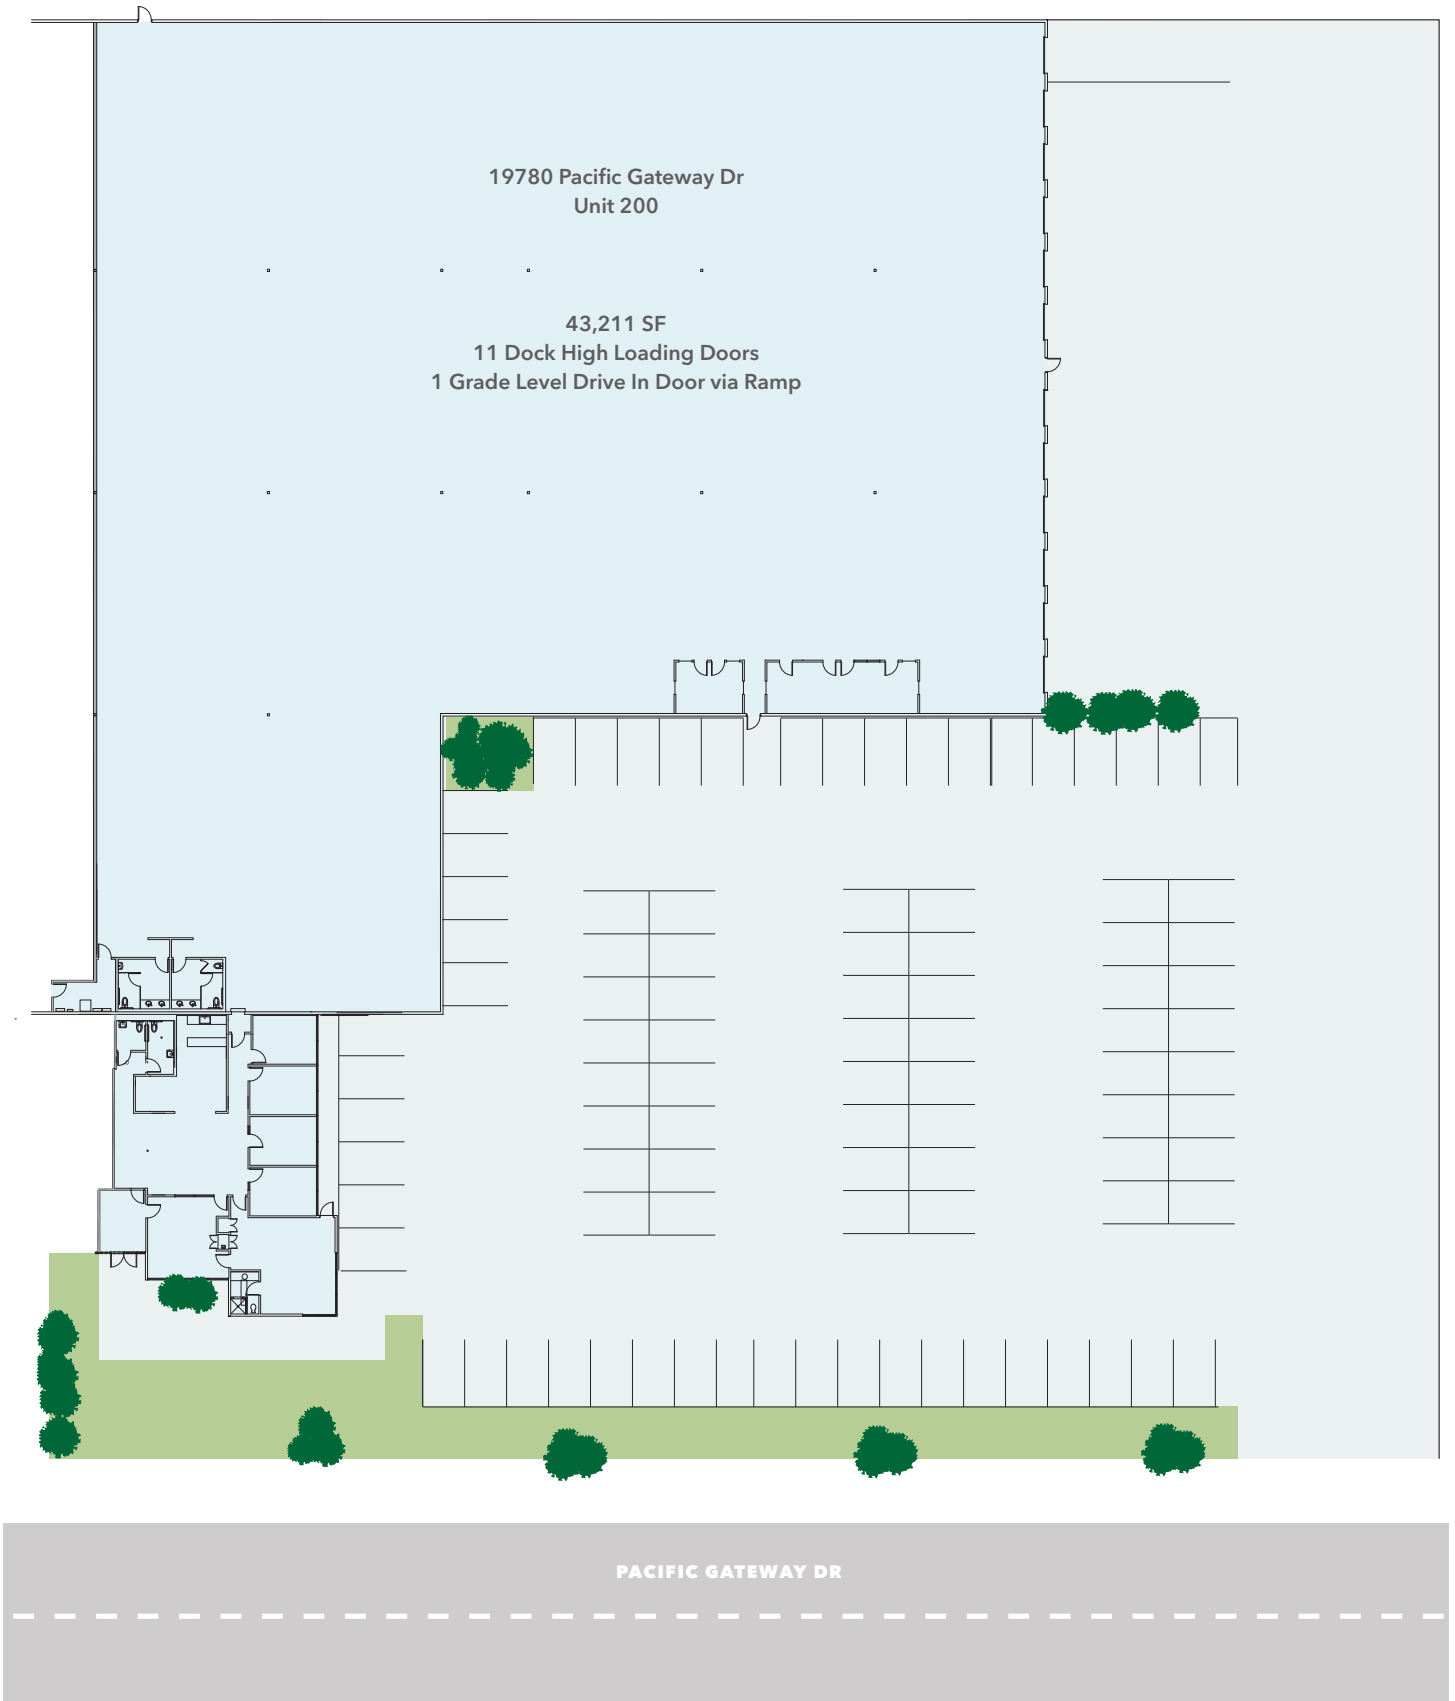 19780 Pacific Gateway Dr
Unit 200
43,211 SF
11 Dock High Loading Doors
1 Grade Level Drive In Door via Ramp
PACIFIC GATEWAY DR